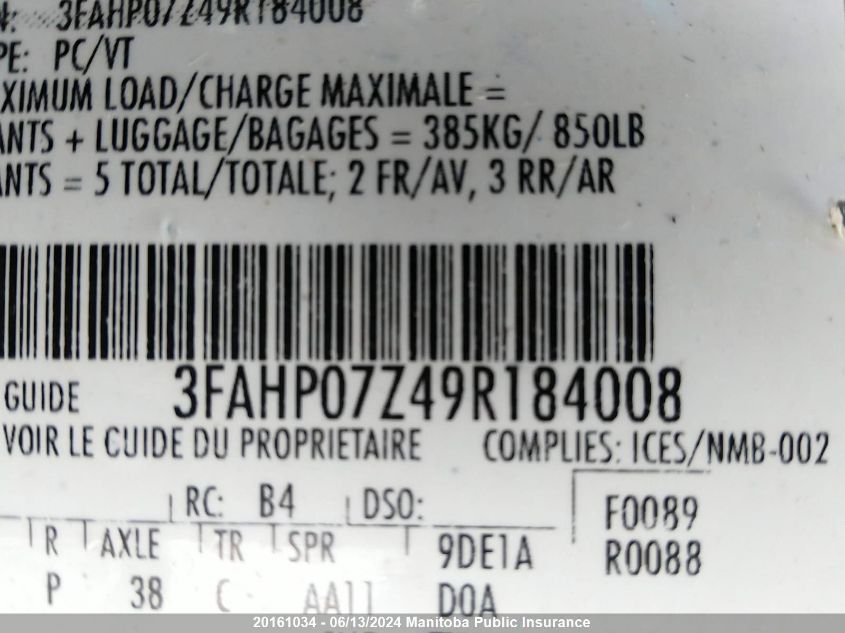 N: 3FAHP07Z49R184008
PE: PC/VT
XIMUM LOAD/CHARGE MAXIMALE =
ANTS + LUGGAGE/BAGAGES = 385KG/ 850LB
ANTS = 5 TOTAL/TOTALE; 2 FR/AV, 3 RR/AR
GUIDE 3FAHP07Z49R184008
VOIR LE GUIDE DU PROPRIETAIRE COMPLIES: ICES/NMB-002
RC: B4 DSO: F0089
R AXLE TR SPR 9DE1A R0088
P 38 C AA11 D0A
20161034 - 06/13/2024 Manitoba Public Insurance